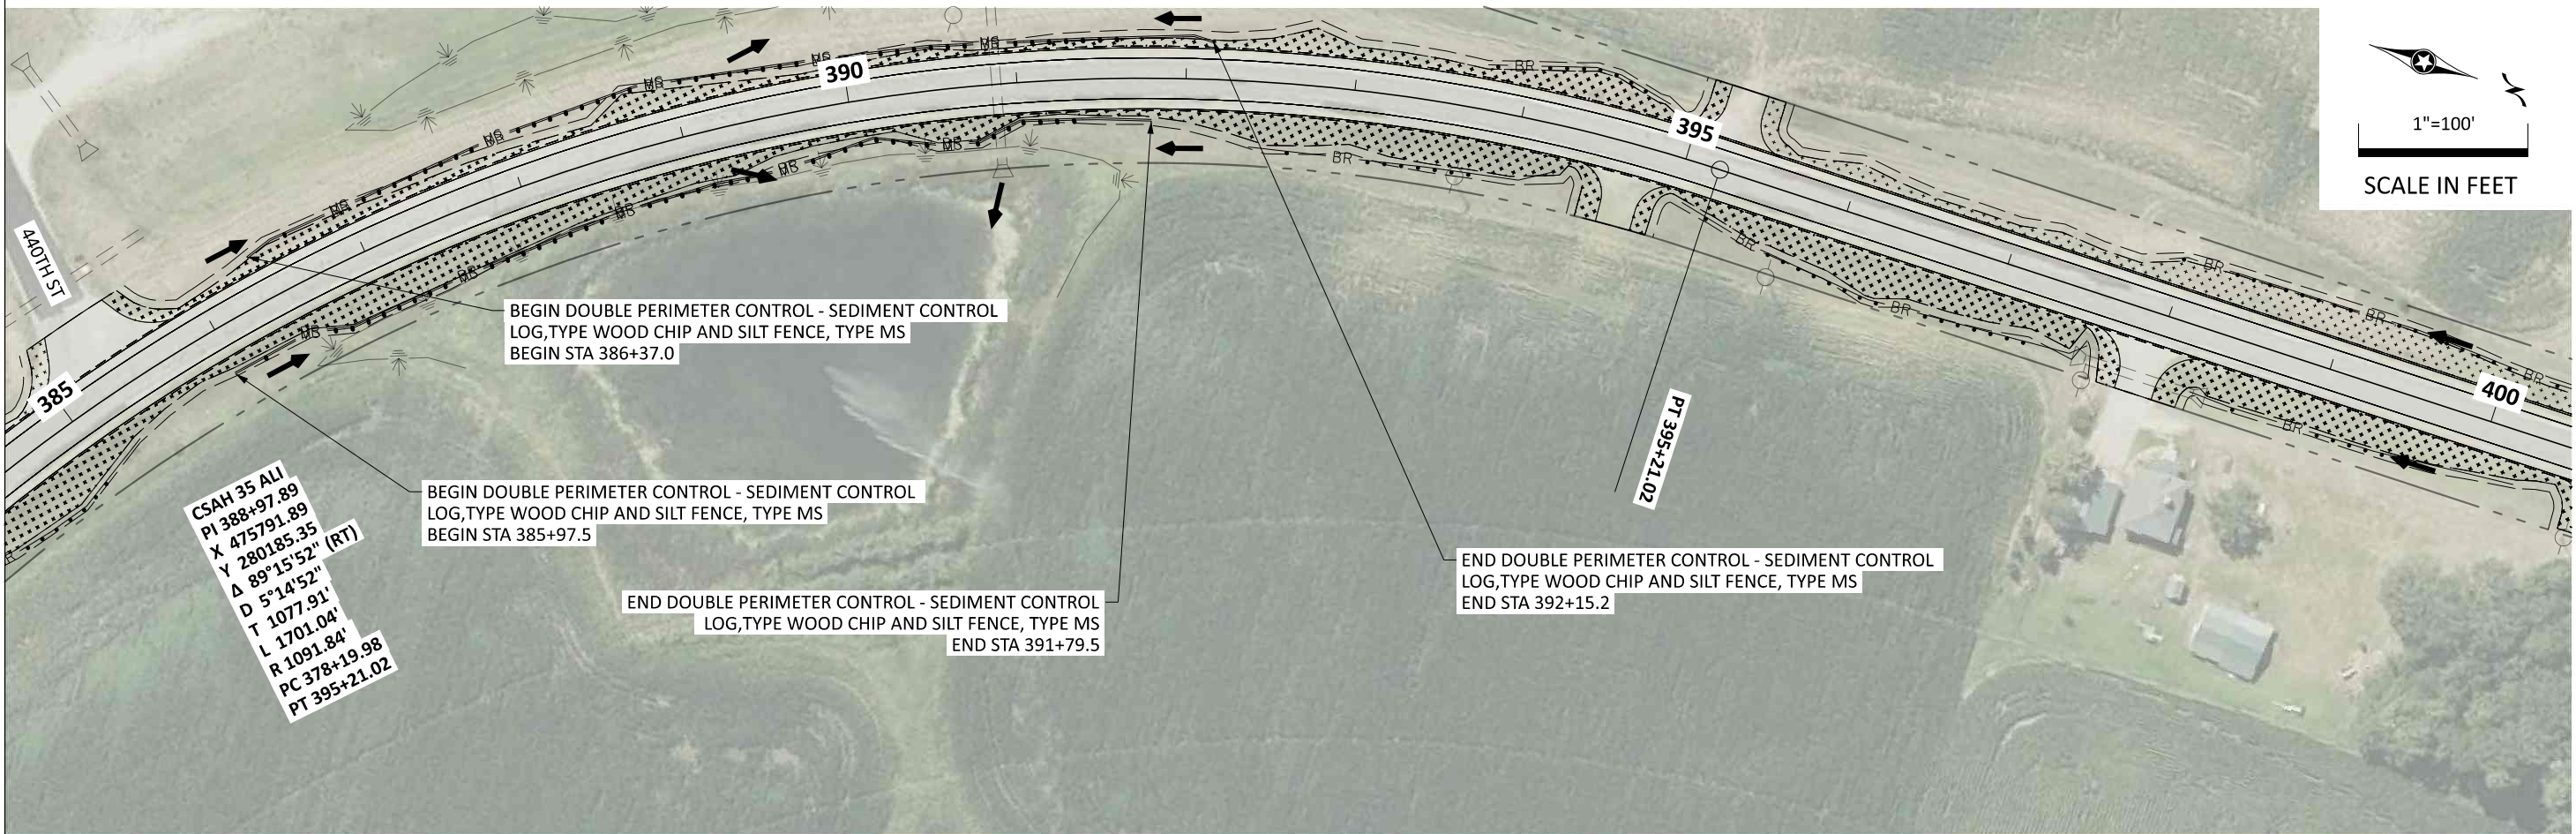 390
1"=100'
SCALE IN FEET
395
440TH ST
385
400
BEGIN DOUBLE PERIMETER CONTROL - SEDIMENT CONTROL
LOG,TYPE WOOD CHIP AND SILT FENCE, TYPE MS
BEGIN STA 386+37.0
BEGIN DOUBLE PERIMETER CONTROL - SEDIMENT CONTROL
LOG,TYPE WOOD CHIP AND SILT FENCE, TYPE MS
BEGIN STA 385+97.5
CSAH 35 ALI
PI 388+97.89
X 475791.89
Y 280185.35
Δ 89°15'52" (RT)
D 5°14'52"
T 1077.91'
L 1701.04'
R 1091.84'
PC 378+19.98
PT 395+21.02
END DOUBLE PERIMETER CONTROL - SEDIMENT CONTROL
LOG,TYPE WOOD CHIP AND SILT FENCE, TYPE MS
END STA 391+79.5
PT 395+21.02
END DOUBLE PERIMETER CONTROL - SEDIMENT CONTROL
LOG,TYPE WOOD CHIP AND SILT FENCE, TYPE MS
END STA 392+15.2
MS
MS
MS
MS
BR
BR
BR
BR
BR
BR
BR
BR